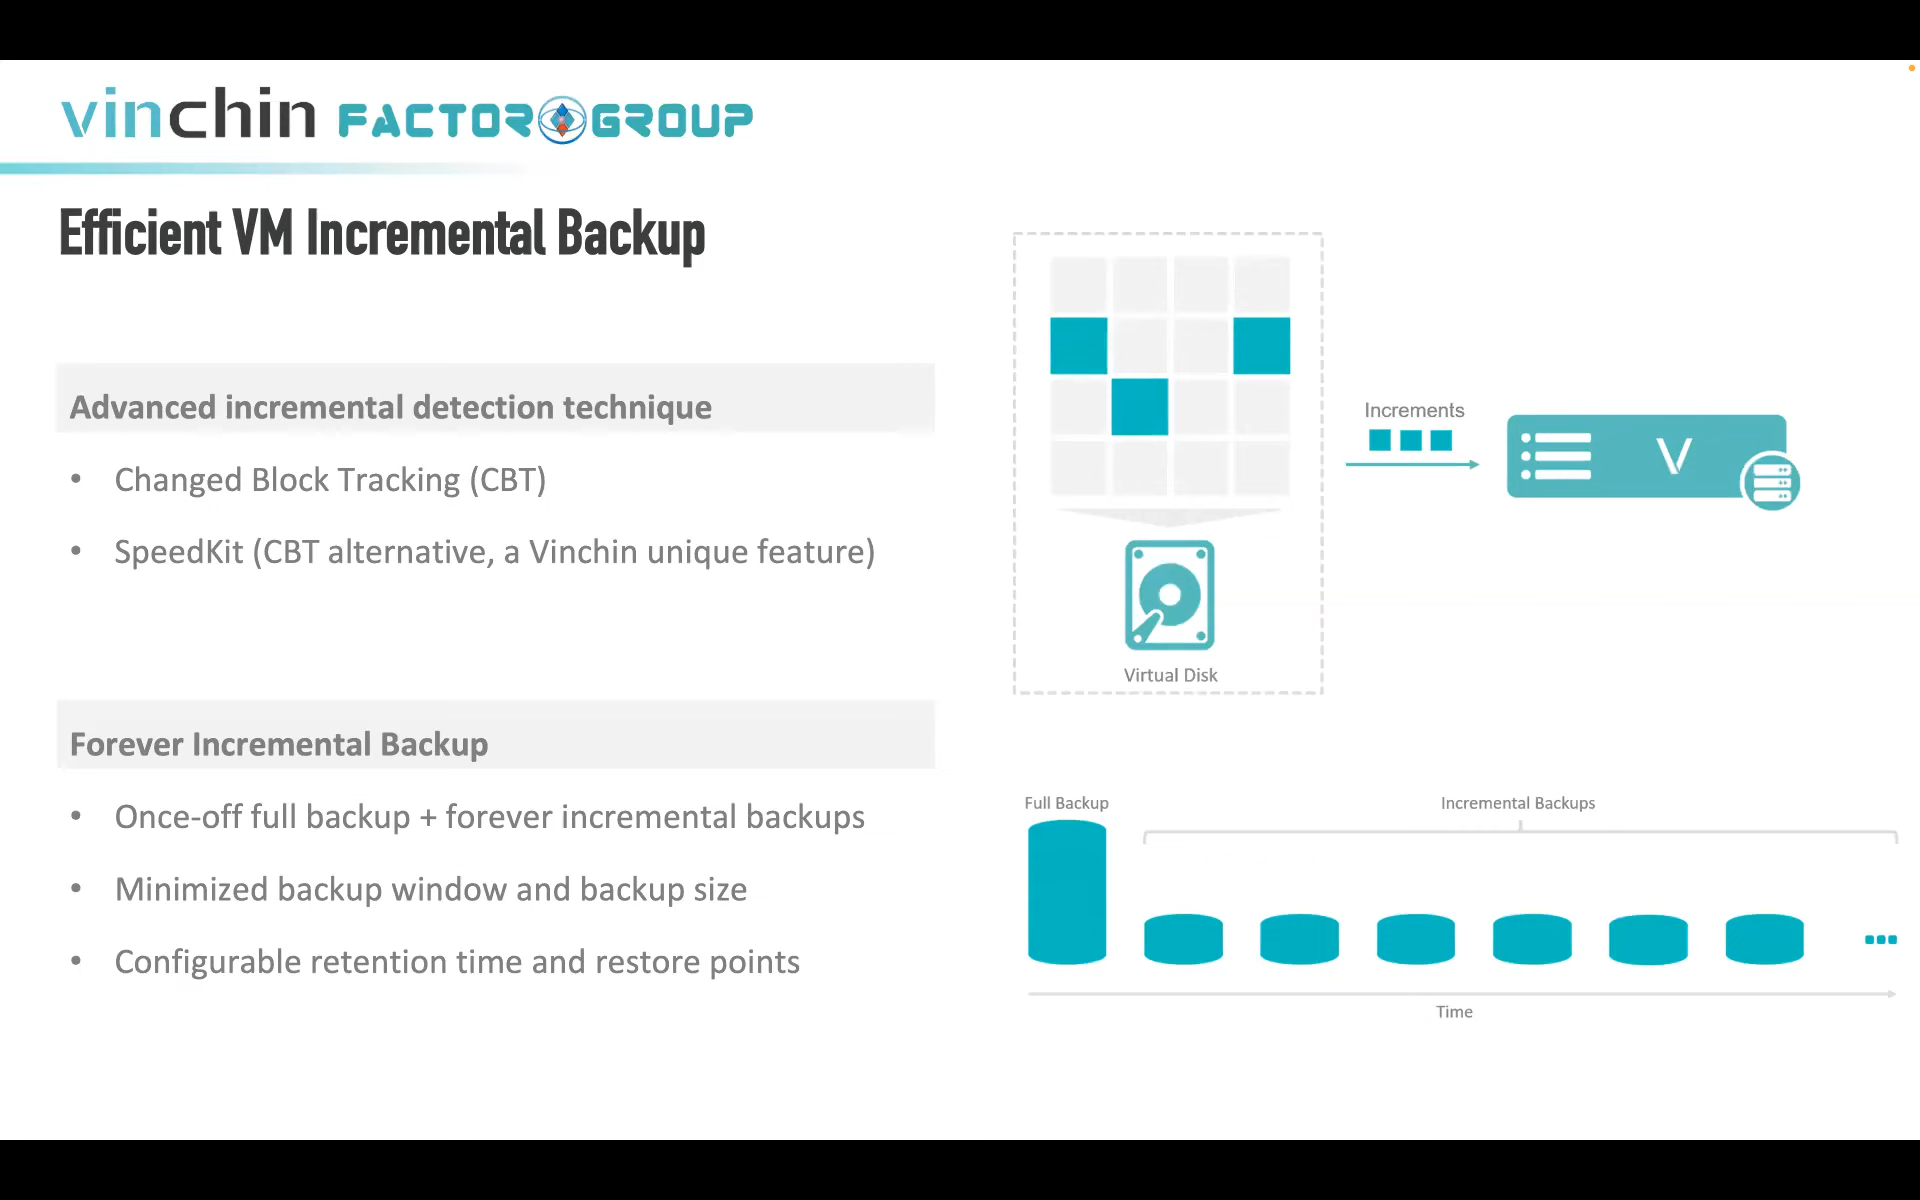 vinchin FACTOR GROUP
Efficient VM Incremental Backup
Advanced incremental detection technique
• Changed Block Tracking (CBT)
• SpeedKit (CBT alternative, a Vinchin unique feature)
Forever Incremental Backup
• Once-off full backup + forever incremental backups
• Minimized backup window and backup size
• Configurable retention time and restore points
Increments
V
Virtual Disk
Full Backup
Incremental Backups
Time